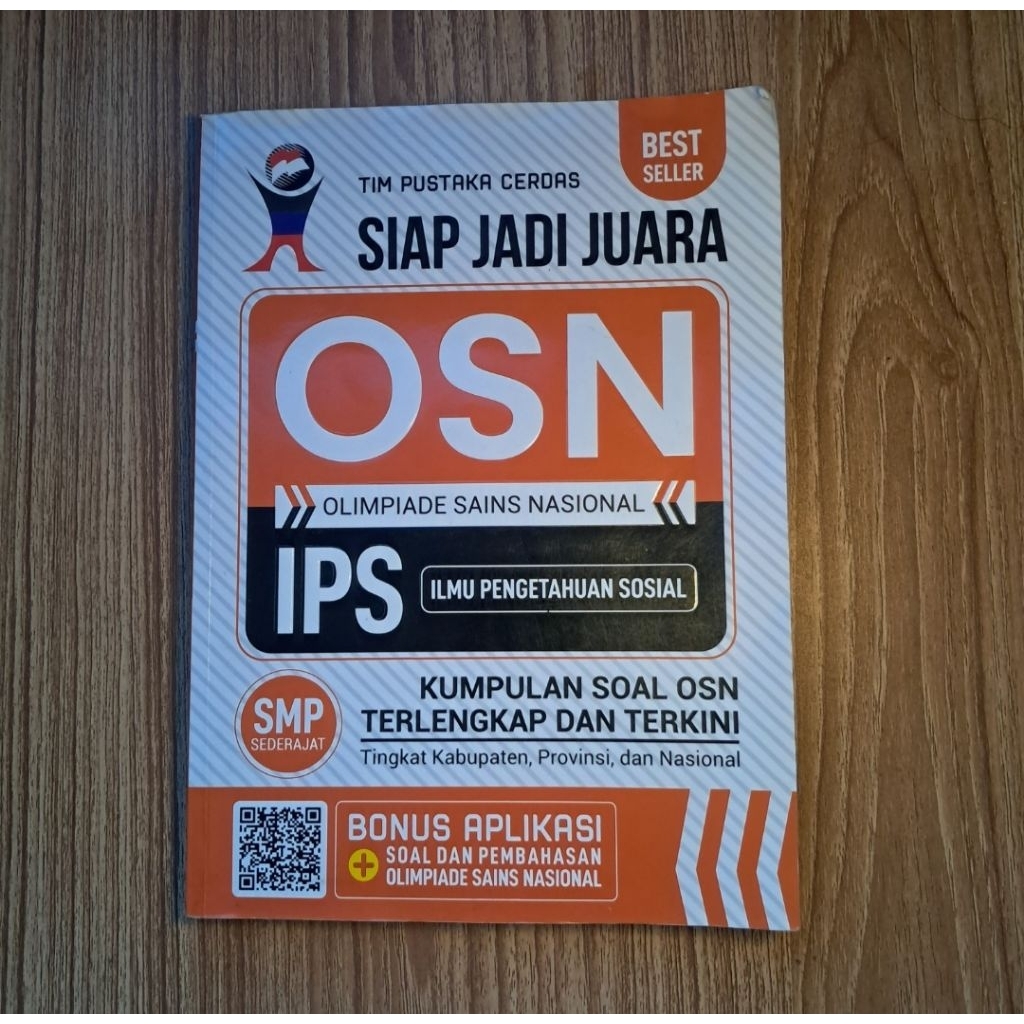 BEST
SELLER
TIM PUSTAKA CERDAS
SIAP JADI JUARA
OSN
OLIMPIADE SAINS NASIONAL
IPS
ILMU PENGETAHUAN SOSIAL
SMP
SEDERAJAT
KUMPULAN SOAL OSN
TERLENGKAP DAN TERKINI
Tingkat Kabupaten, Provinsi, dan Nasional
BONUS APLIKASI
+ SOAL DAN PEMBAHASAN
OLIMPIADE SAINS NASIONAL